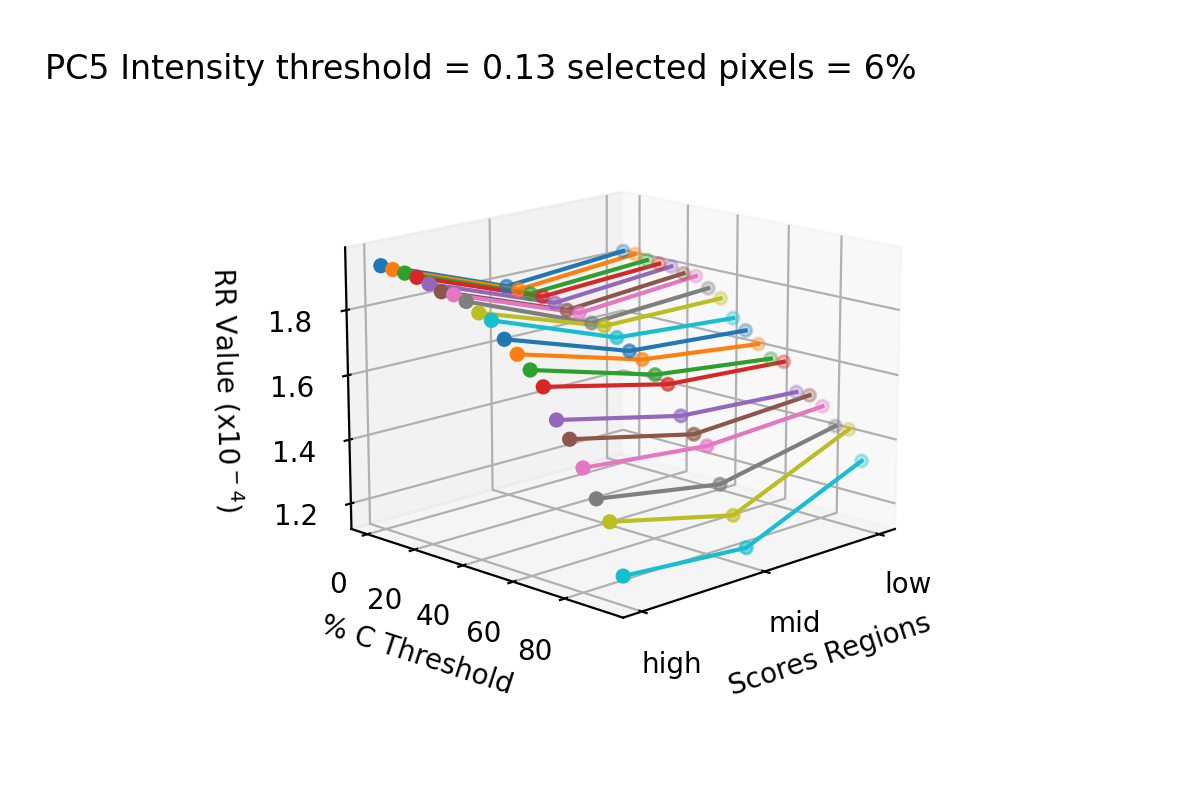 PC5 Intensity threshold = 0.13 selected pixels = 6%
RR Value (x10⁻⁴)
1.8
1.6
1.4
1.2
0
20
40
60
80
% C Threshold
high
mid
low
Scores Regions